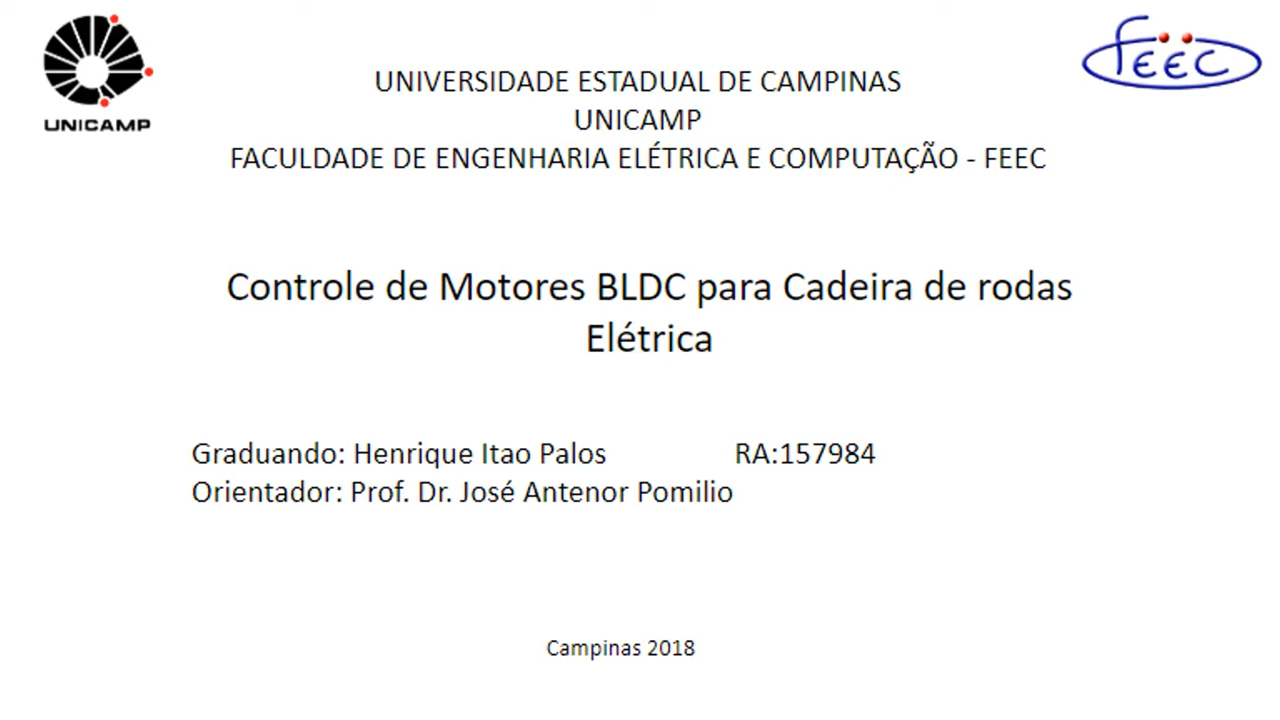 UNICAMP
FEEC
UNIVERSIDADE ESTADUAL DE CAMPINAS
UNICAMP
FACULDADE DE ENGENHARIA ELÉTRICA E COMPUTAÇÃO - FEEC
Controle de Motores BLDC para Cadeira de rodas
Elétrica
Graduando: Henrique Itao Palos RA:157984
Orientador: Prof. Dr. José Antenor Pomilio
Campinas 2018